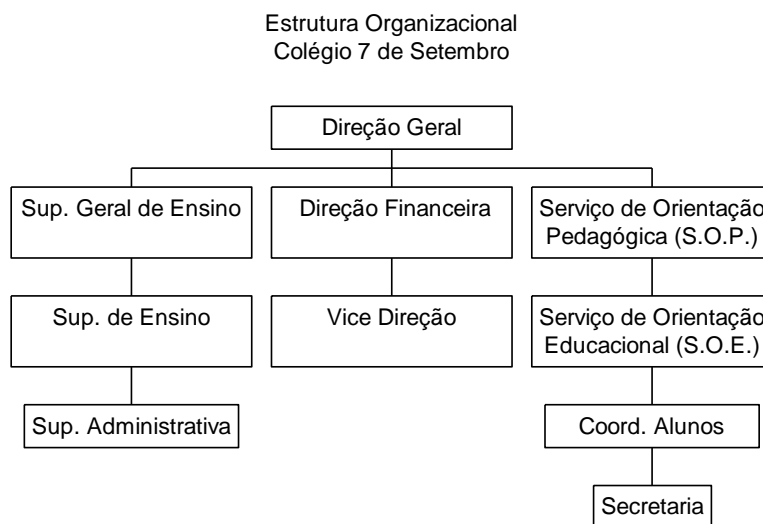 Estrutura Organizacional
Colégio 7 de Setembro
Direção Geral
Sup. Geral de Ensino
Direção Financeira
Serviço de Orientação
Pedagógica (S.O.P.)
Sup. de Ensino
Vice Direção
Serviço de Orientação
Educacional (S.O.E.)
Sup. Administrativa
Coord. Alunos
Secretaria